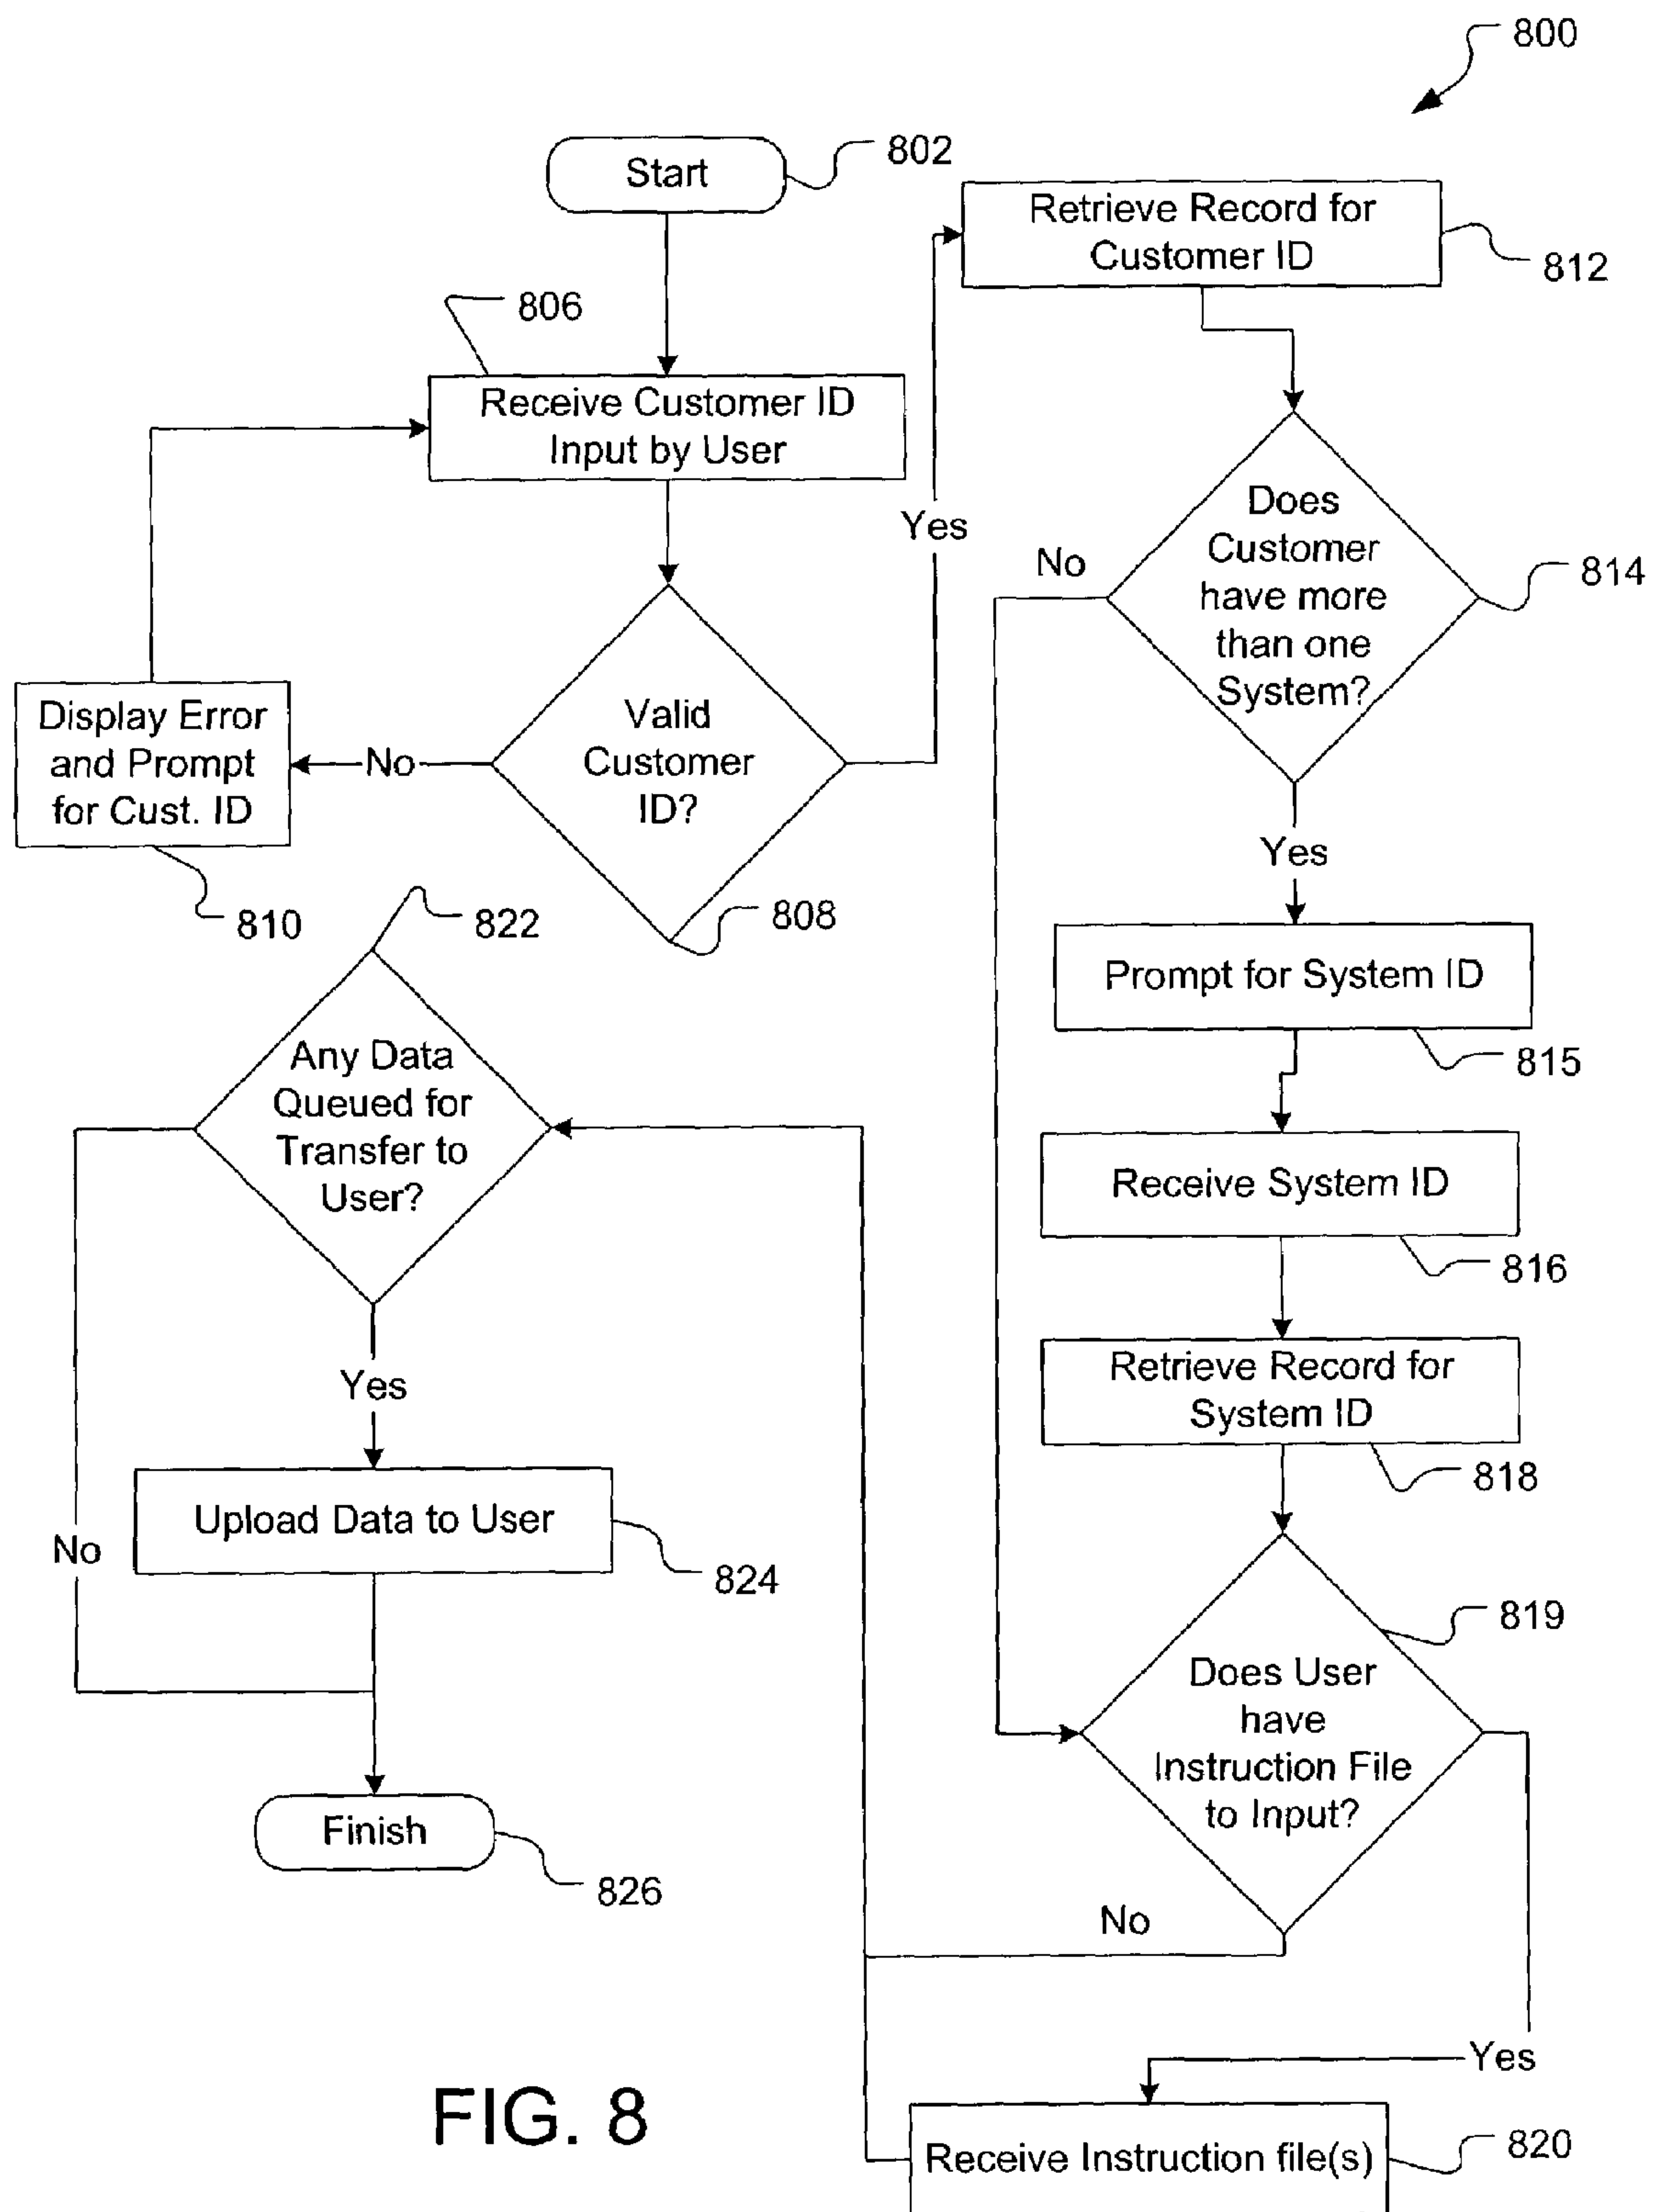 800
Start
802
806
Receive Customer ID
Input by User
Valid
Customer
ID?
808
No
Display Error
and Prompt
for Cust. ID
810
Yes
Retrieve Record for
Customer ID
812
Does
Customer
have more
than one
System?
814
No
Yes
Prompt for System ID
815
Receive System ID
816
Retrieve Record for
System ID
818
Does User
have
Instruction File
to Input?
819
No
Yes
Receive Instruction file(s)
820
Any Data
Queued for
Transfer to
User?
822
Yes
No
Upload Data to User
824
Finish
826
FIG. 8